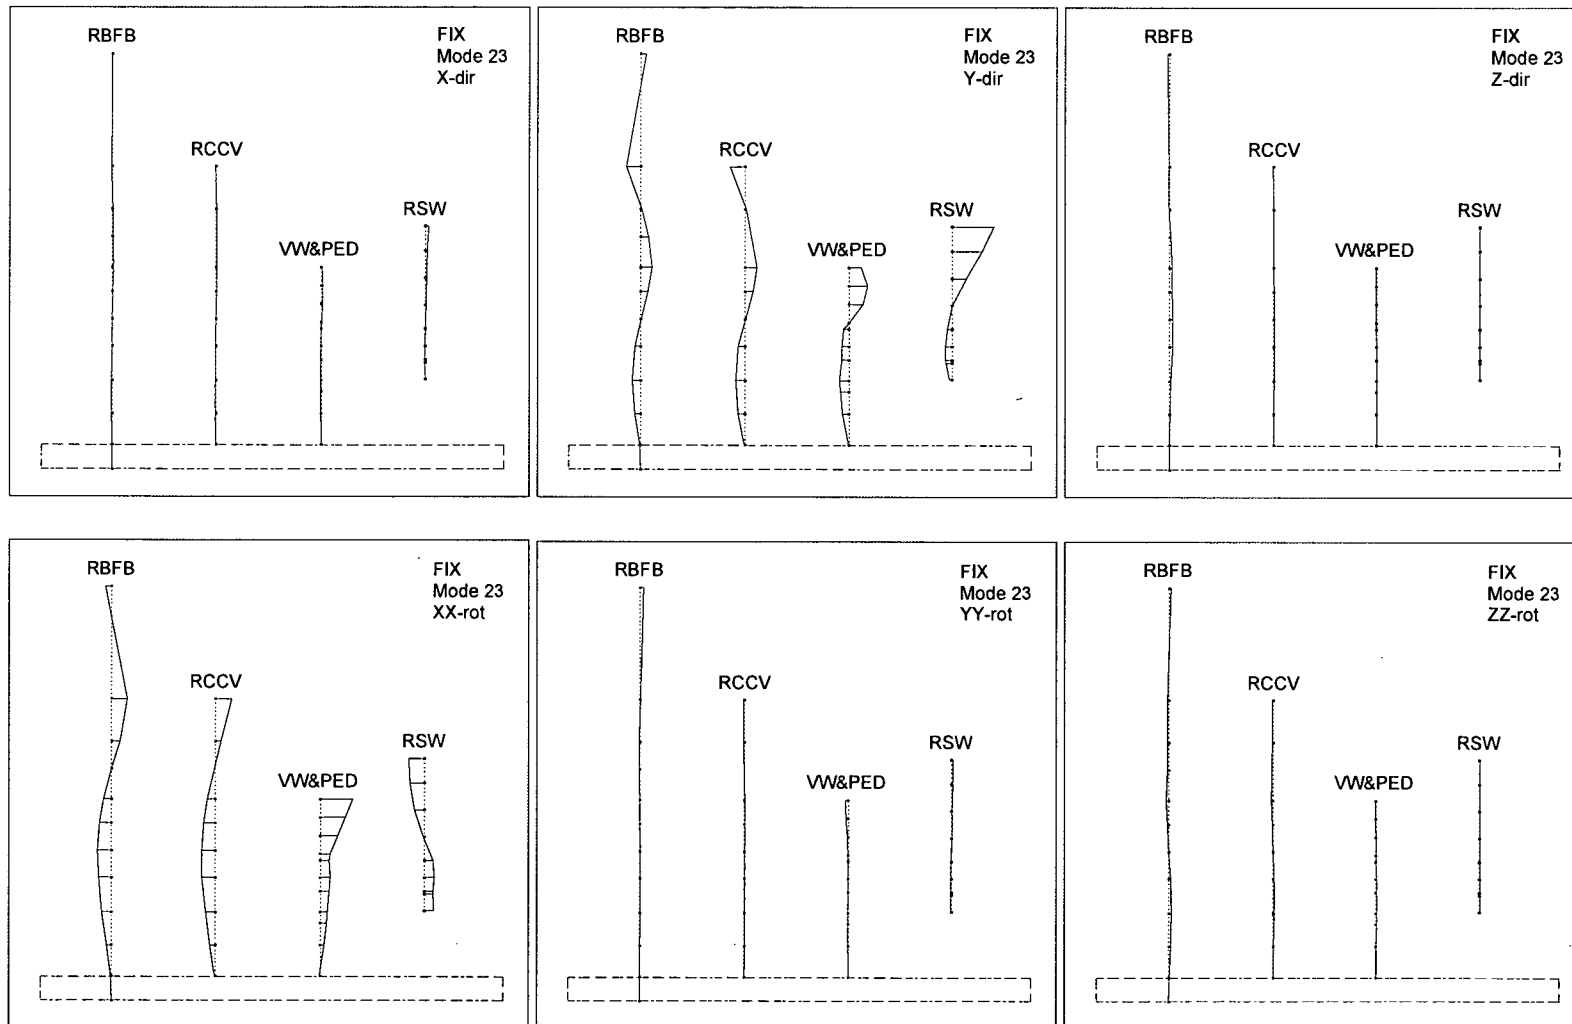 RBFB
FIX
Mode 23
X-dir
RCCV
RSW
VW&PED
RBFB
FIX
Mode 23
Y-dir
RCCV
RSW
VW&PED
RBFB
FIX
Mode 23
Z-dir
RCCV
RSW
VW&PED
RBFB
FIX
Mode 23
XX-rot
RCCV
RSW
VW&PED
RBFB
FIX
Mode 23
YY-rot
RCCV
RSW
VW&PED
RBFB
FIX
Mode 23
ZZ-rot
RCCV
RSW
VW&PED